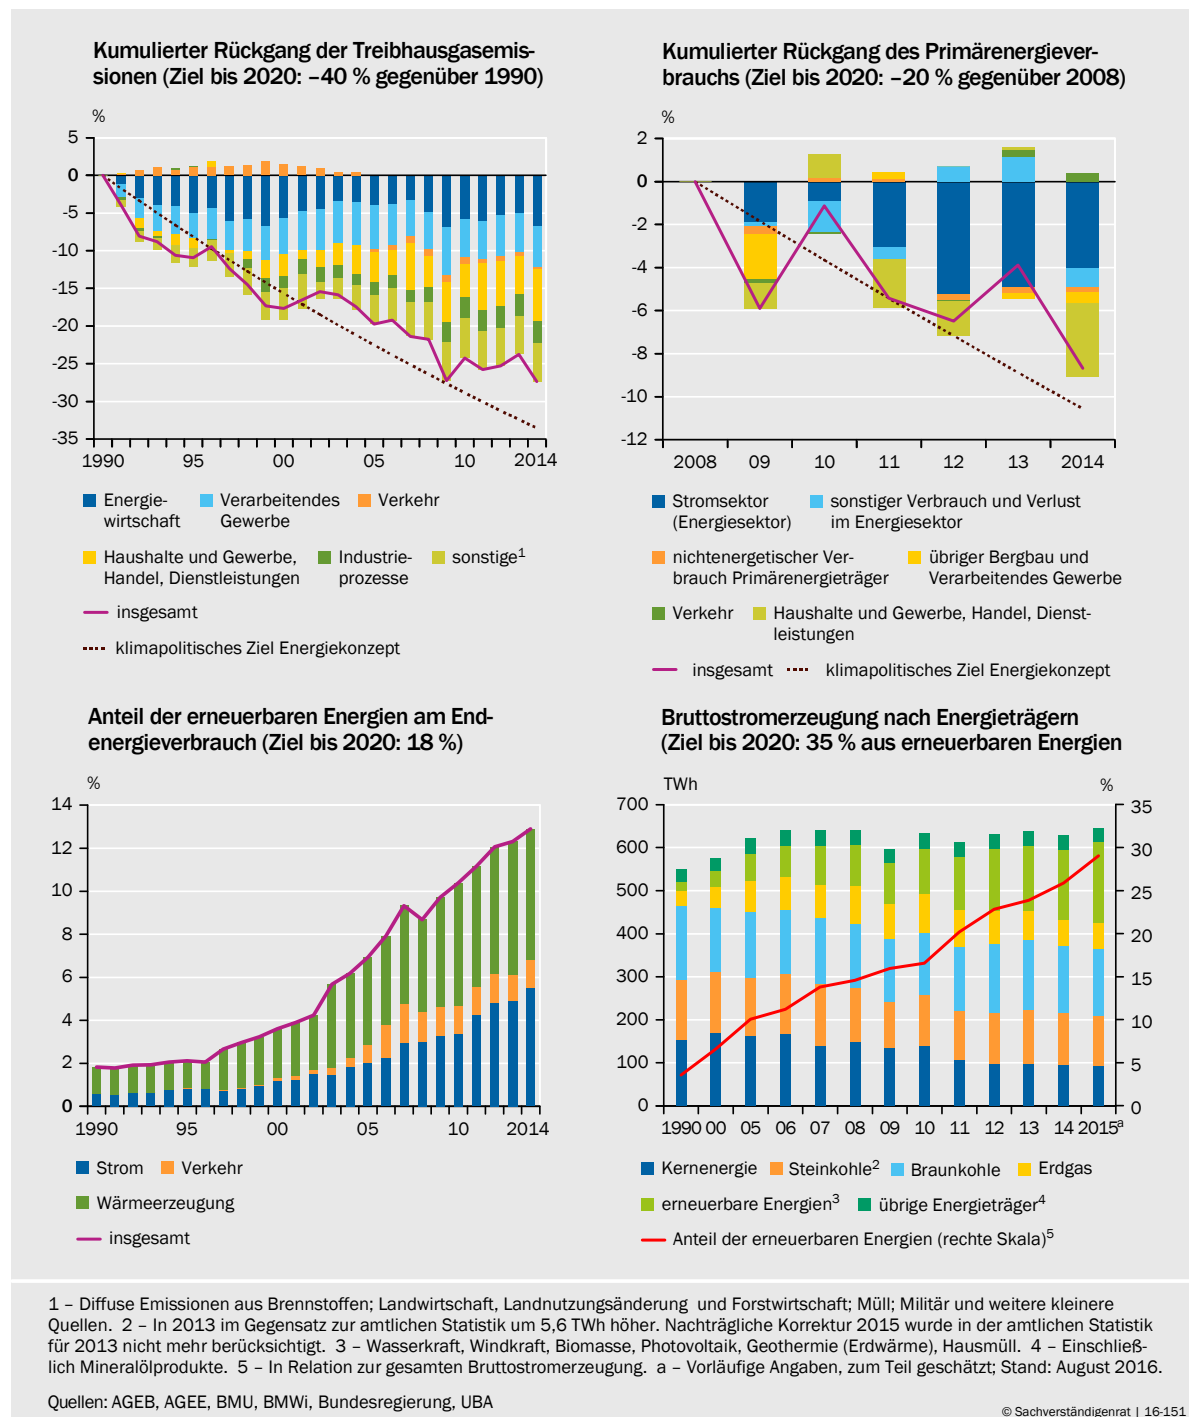 Kumulierter Rückgang der Treibhausgasemis-
sionen (Ziel bis 2020: –40 % gegenüber 1990)
%
5
0
-5
-10
-15
-20
-25
-30
-35
1990 95 00 05 10 2014
Energie-
wirtschaft
Verarbeitendes
Gewerbe
Verkehr
Haushalte und Gewerbe,
Handel, Dienstleistungen
Industrie-
prozesse
sonstige1
insgesamt
klimapolitisches Ziel Energiekonzept
Kumulierter Rückgang des Primärenergiever-
brauchs (Ziel bis 2020: –20 % gegenüber 2008)
%
2
0
-2
-4
-6
-8
-10
-12
2008 09 10 11 12 13 2014
Stromsektor
(Energiesektor)
sonstiger Verbrauch und Verlust
im Energiesektor
nichtenergetischer Ver-
brauch Primärenergieträger
übriger Bergbau und
Verarbeitendes Gewerbe
Verkehr
Haushalte und Gewerbe, Handel, Dienst-
leistungen
insgesamt
klimapolitisches Ziel Energiekonzept
Anteil der erneuerbaren Energien am End-
energieverbrauch (Ziel bis 2020: 18 %)
%
14
12
10
8
6
4
2
0
1990 95 00 05 10 2014
Strom
Verkehr
Wärmeerzeugung
insgesamt
Bruttostromerzeugung nach Energieträgern
(Ziel bis 2020: 35 % aus erneuerbaren Energien
TWh %
700 35
600 30
500 25
400 20
300 15
200 10
100 5
0 0
1990 00 05 06 07 08 09 10 11 12 13 14 2015a
Kernenergie
Steinkohle2
Braunkohle
Erdgas
erneuerbare Energien3
übrige Energieträger4
Anteil der erneuerbaren Energien (rechte Skala)5
1 – Diffuse Emissionen aus Brennstoffen; Landwirtschaft, Landnutzungsänderung und Forstwirtschaft; Müll; Militär und weitere kleinere
Quellen. 2 – In 2013 im Gegensatz zur amtlichen Statistik um 5,6 TWh höher. Nachträgliche Korrektur 2015 wurde in der amtlichen Statistik
für 2013 nicht mehr berücksichtigt. 3 – Wasserkraft, Windkraft, Biomasse, Photovoltaik, Geothermie (Erdwärme), Hausmüll. 4 – Einschließ-
lich Mineralölprodukte. 5 – In Relation zur gesamten Bruttostromerzeugung. a – Vorläufige Angaben, zum Teil geschätzt; Stand: August 2016.
Quellen: AGEB, AGEE, BMU, BMWi, Bundesregierung, UBA
© Sachverständigenrat | 16-151